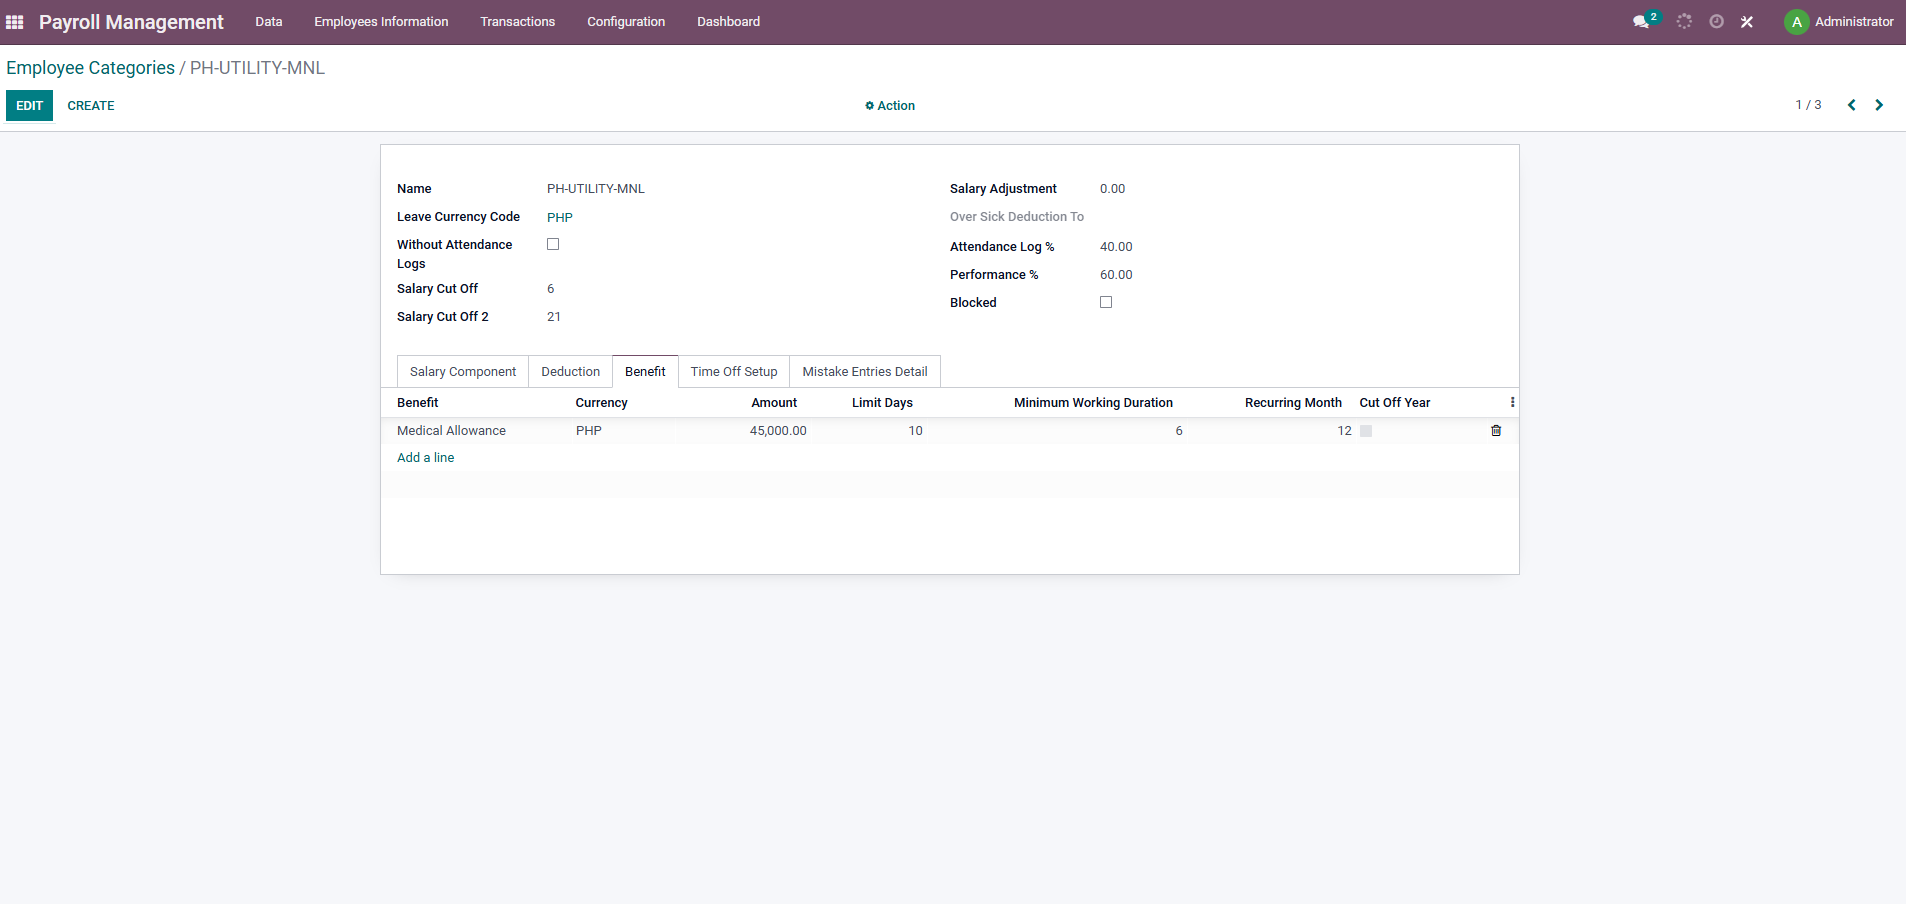 Payroll Management Data Employees Information Transactions Configuration Dashboard 2 A Administrator
Employee Categories / PH-UTILITY-MNL
EDIT CREATE Action 1 / 3
Name PH-UTILITY-MNL Salary Adjustment 0.00
Leave Currency Code PHP Over Sick Deduction To
Without Attendance Logs Attendance Log % 40.00
Salary Cut Off 6 Performance % 60.00
Salary Cut Off 2 21 Blocked
Salary Component Deduction Benefit Time Off Setup Mistake Entries Detail
Benefit Currency Amount Limit Days Minimum Working Duration Recurring Month Cut Off Year
Medical Allowance PHP 45,000.00 10 6 12
Add a line